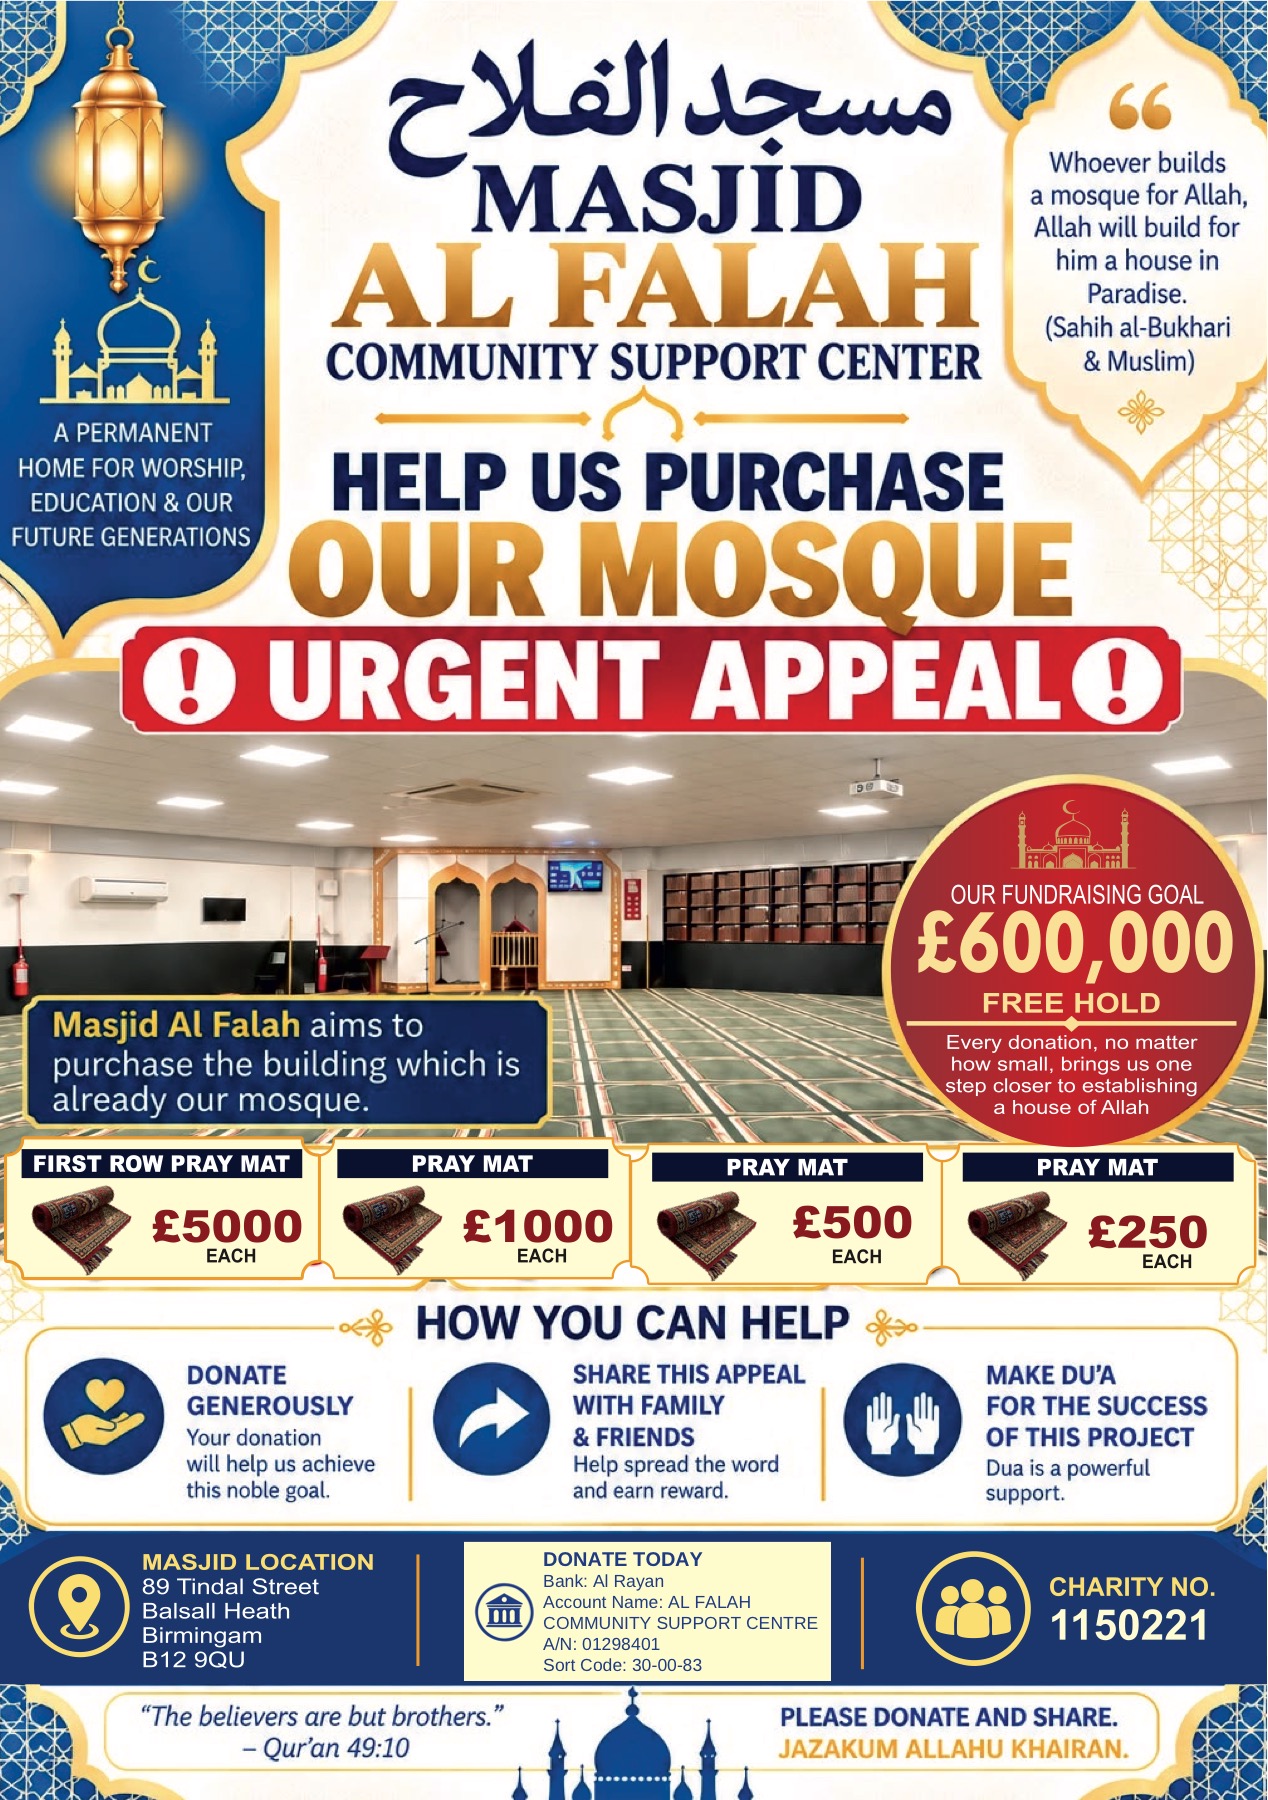 مسجد الفلاح
MASJID
AL FALAH
COMMUNITY SUPPORT CENTER
A PERMANENT
HOME FOR WORSHIP,
EDUCATION & OUR
FUTURE GENERATIONS
“
Whoever builds
a mosque for Allah,
Allah will build for
him a house in
Paradise.
(Sahih al-Bukhari
& Muslim)
HELP US PURCHASE
OUR MOSQUE
! URGENT APPEAL !
OUR FUNDRAISING GOAL
£600,000
FREE HOLD
Every donation, no matter
how small, brings us one
step closer to establishing
a house of Allah
Masjid Al Falah aims to
purchase the building which is
already our mosque.
FIRST ROW PRAY MAT
£5000
EACH
PRAY MAT
£1000
EACH
PRAY MAT
£500
EACH
PRAY MAT
£250
EACH
HOW YOU CAN HELP
DONATE
GENEROUSLY
Your donation
will help us achieve
this noble goal.
SHARE THIS APPEAL
WITH FAMILY
& FRIENDS
Help spread the word
and earn reward.
MAKE DU’A
FOR THE SUCCESS
OF THIS PROJECT
Dua is a powerful
support.
MASJID LOCATION
89 Tindal Street
Balsall Heath
Birmingam
B12 9QU
DONATE TODAY
Bank: Al Rayan
Account Name: AL FALAH
COMMUNITY SUPPORT CENTRE
A/N: 01298401
Sort Code: 30-00-83
CHARITY NO.
1150221
“The believers are but brothers.”
– Qur’an 49:10
PLEASE DONATE AND SHARE.
JAZAKUM ALLAHU KHAIRAN.